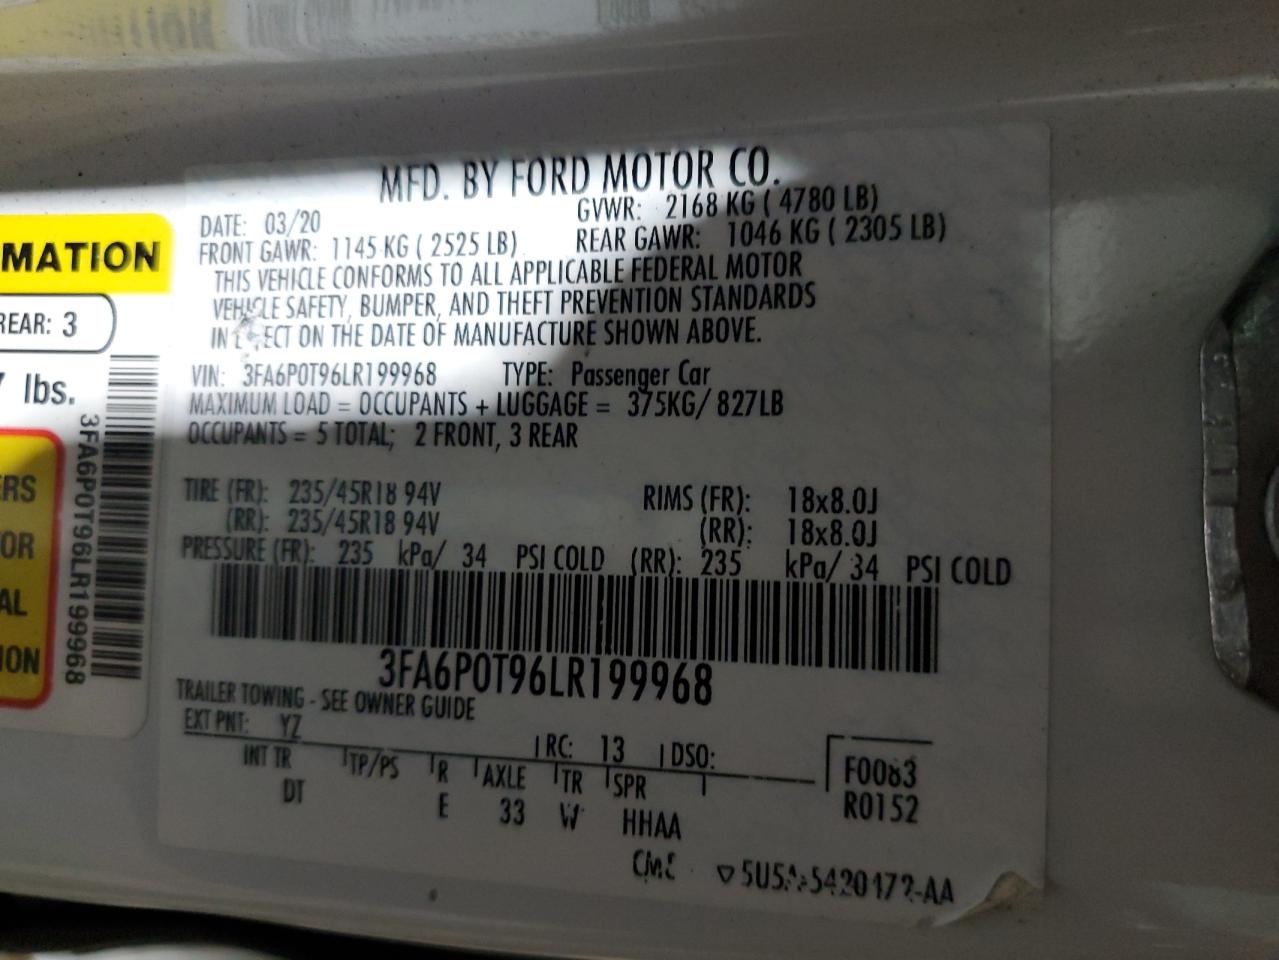 MFD. BY FORD MOTOR CO.
DATE: 03/20 GVWR: 2168 KG ( 4780 LB)
FRONT GAWR: 1145 KG ( 2525 LB) REAR GAWR: 1046 KG ( 2305 LB)
THIS VEHICLE CONFORMS TO ALL APPLICABLE FEDERAL MOTOR
VEHICLE SAFETY, BUMPER, AND THEFT PREVENTION STANDARDS
ON THE DATE OF MANUFACTURE SHOWN ABOVE.
VIN: 3FA6P0T96LR199968 TYPE: Passenger Car
MAXIMUM LOAD = OCCUPANTS + LUGGAGE = 375KG/ 827LB
OCCUPANTS = 5 TOTAL; 2 FRONT, 3 REAR
TIRE (FR): 235/45R18 94V RIMS (FR): 18x8.0J
(RR): 235/45R18 94V (RR): 18x8.0J
PRESSURE (FR): 235 kPa/ 34 PSI COLD (RR): 235 kPa/ 34 PSI COLD
3FA6P0T96LR199968
TRAILER TOWING - SEE OWNER GUIDE
EXT PNT: YZ RC: 13 DSO:
INT TR TP/PS R AXLE TR SPR F0083
DT E 33 W HHAA R0152
MATION
REAR: 3
lbs.
3FA6P0T96LR199968
ERS
TOR
AL
ION